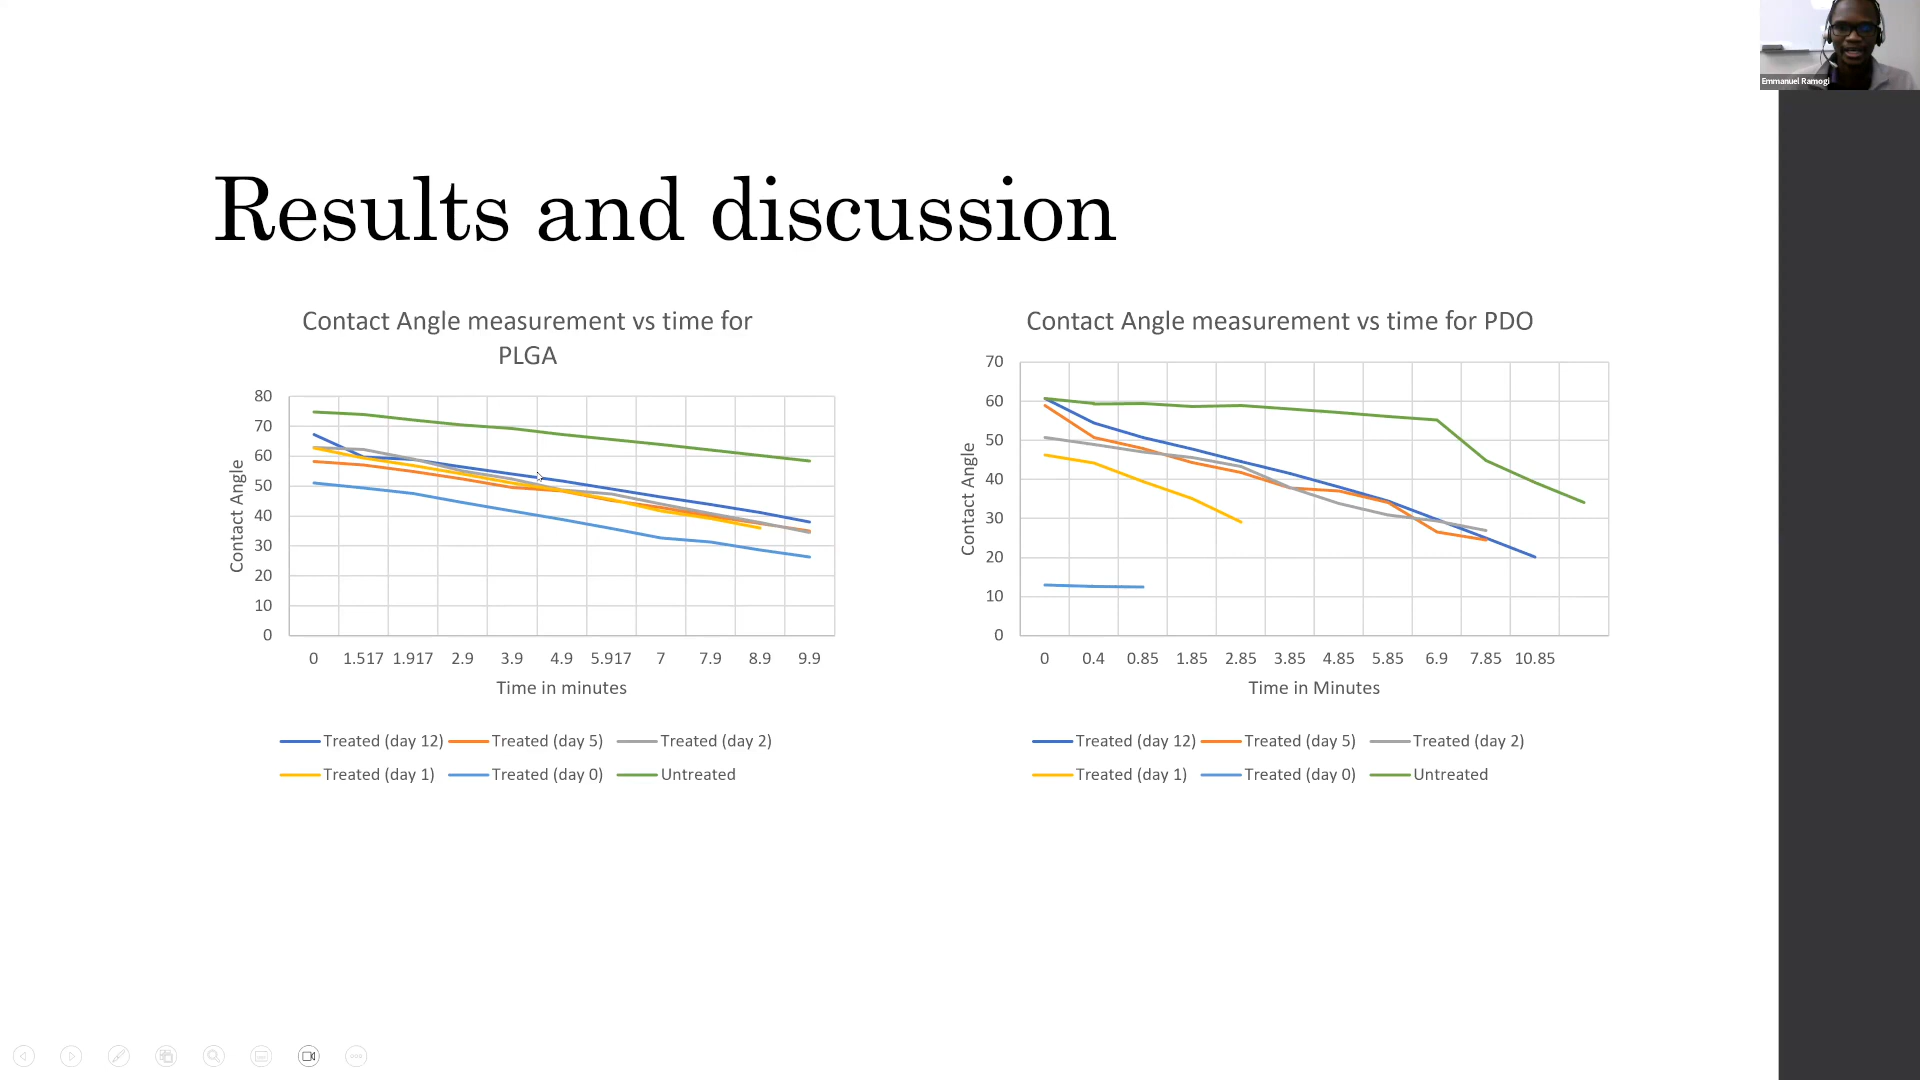 Emmanuel Ramogi
Results and discussion
Contact Angle measurement vs time for
PLGA
80
70
60
50
40
30
20
10
0
Contact Angle
0 1.517 1.917 2.9 3.9 4.9 5.917 7 7.9 8.9 9.9
Time in minutes
Treated (day 12) Treated (day 5) Treated (day 2)
Treated (day 1) Treated (day 0) Untreated
Contact Angle measurement vs time for PDO
70
60
50
40
30
20
10
0
Contact Angle
0 0.4 0.85 1.85 2.85 3.85 4.85 5.85 6.9 7.85 10.85
Time in Minutes
Treated (day 12) Treated (day 5) Treated (day 2)
Treated (day 1) Treated (day 0) Untreated